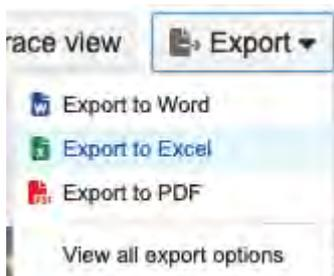 race view Export
Export to Word
Export to Excel
Export to PDF
View all export options